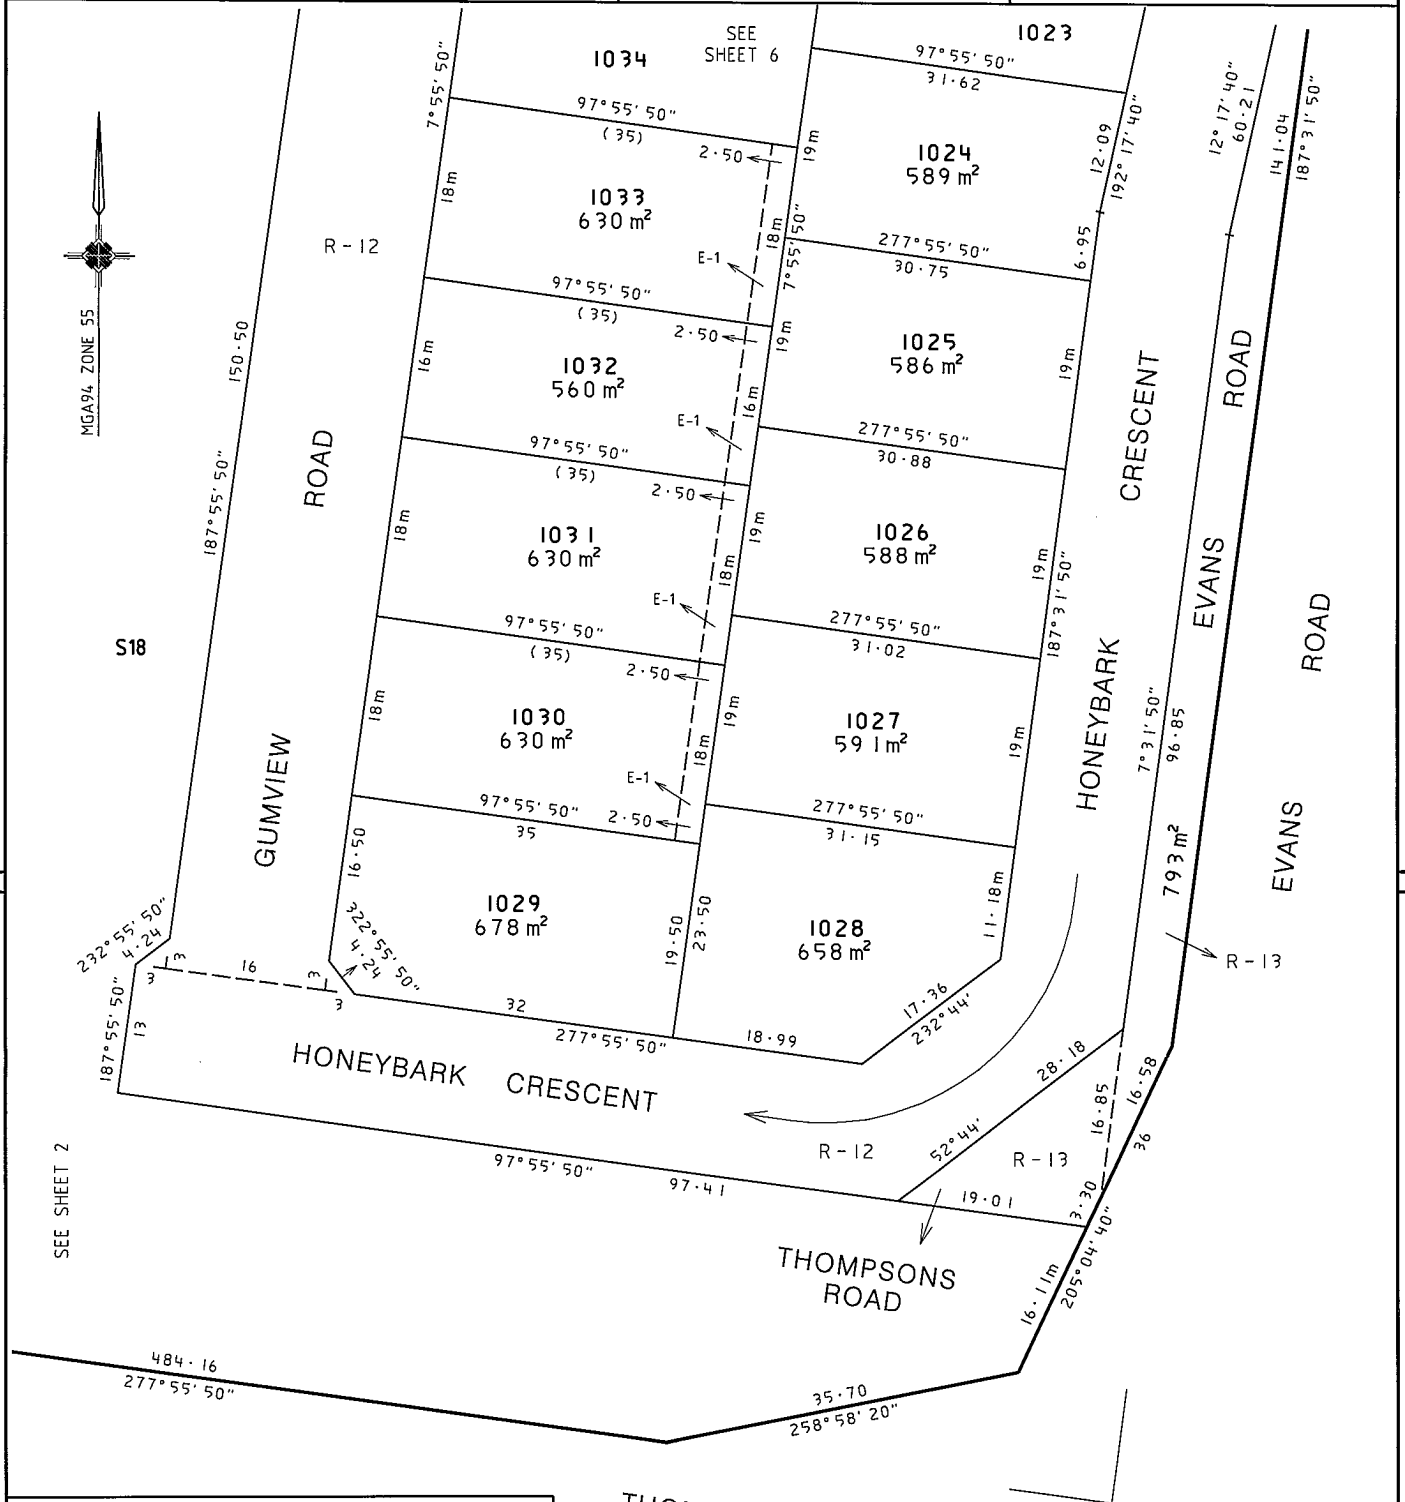 SEE
SHEET 6
1023
97°55'50"
31·62
1034
7°55'50"
97°55'50"
(35)
2·50
19m
1024
589 m²
12·09
192°17'40"
12°17'40"
60·21
141·04
187°31'50"
MGA94 ZONE 55
R-12
18m
1033
630 m²
18m
7°55'50"
E-1
277°55'50"
30·75
6·95
97°55'50"
(35)
2·50
19m
150·50
187°55'50"
16m
1032
560 m²
16m
E-1
1025
586 m²
19m
277°55'50"
30·88
CRESCENT
ROAD
ROAD
97°55'50"
(35)
2·50
18m
1031
630 m²
18m
E-1
19m
1026
588 m²
19m
187°31'50"
277°55'50"
31·02
EVANS
ROAD
S18
97°55'50"
(35)
2·50
18m
1030
630 m²
18m
E-1
19m
1027
591 m²
19m
HONEYBARK
7°31'50"
96·85
GUMVIEW
97°55'50"
35
2·50
277°55'50"
31·15
EVANS
793 m²
16·50
1029
678 m²
19·50
23·50
1028
658 m²
11·18m
R-13
232°55'50"
4·24
322°55'50"
4·24
3
3
16
3
3
187°55'50"
13
32
277°55'50"
18·99
17·36
232°44'
HONEYBARK CRESCENT
28·18
52°44'
16·85
16·58
36
R-12
R-13
97°55'50"
97·41
19·01
3·30
SEE SHEET 2
THOMPSONS
ROAD
16·11m
205°04'40"
484·16
277°55'50"
35·70
258°58'20"